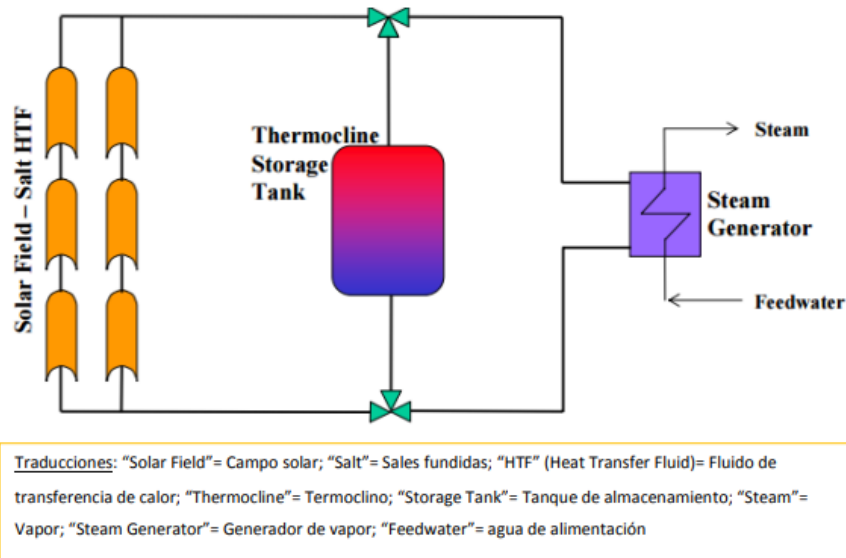 Solar Field – Salt HTF
Thermocline
Storage
Tank
Steam
Steam
Generator
Feedwater
Traducciones: “Solar Field”= Campo solar; “Salt”= Sales fundidas; “HTF” (Heat Transfer Fluid)= Fluido de
transferencia de calor; “Thermocline”= Termoclino; “Storage Tank”= Tanque de almacenamiento; “Steam”=
Vapor; “Steam Generator”= Generador de vapor; “Feedwater”= agua de alimentación